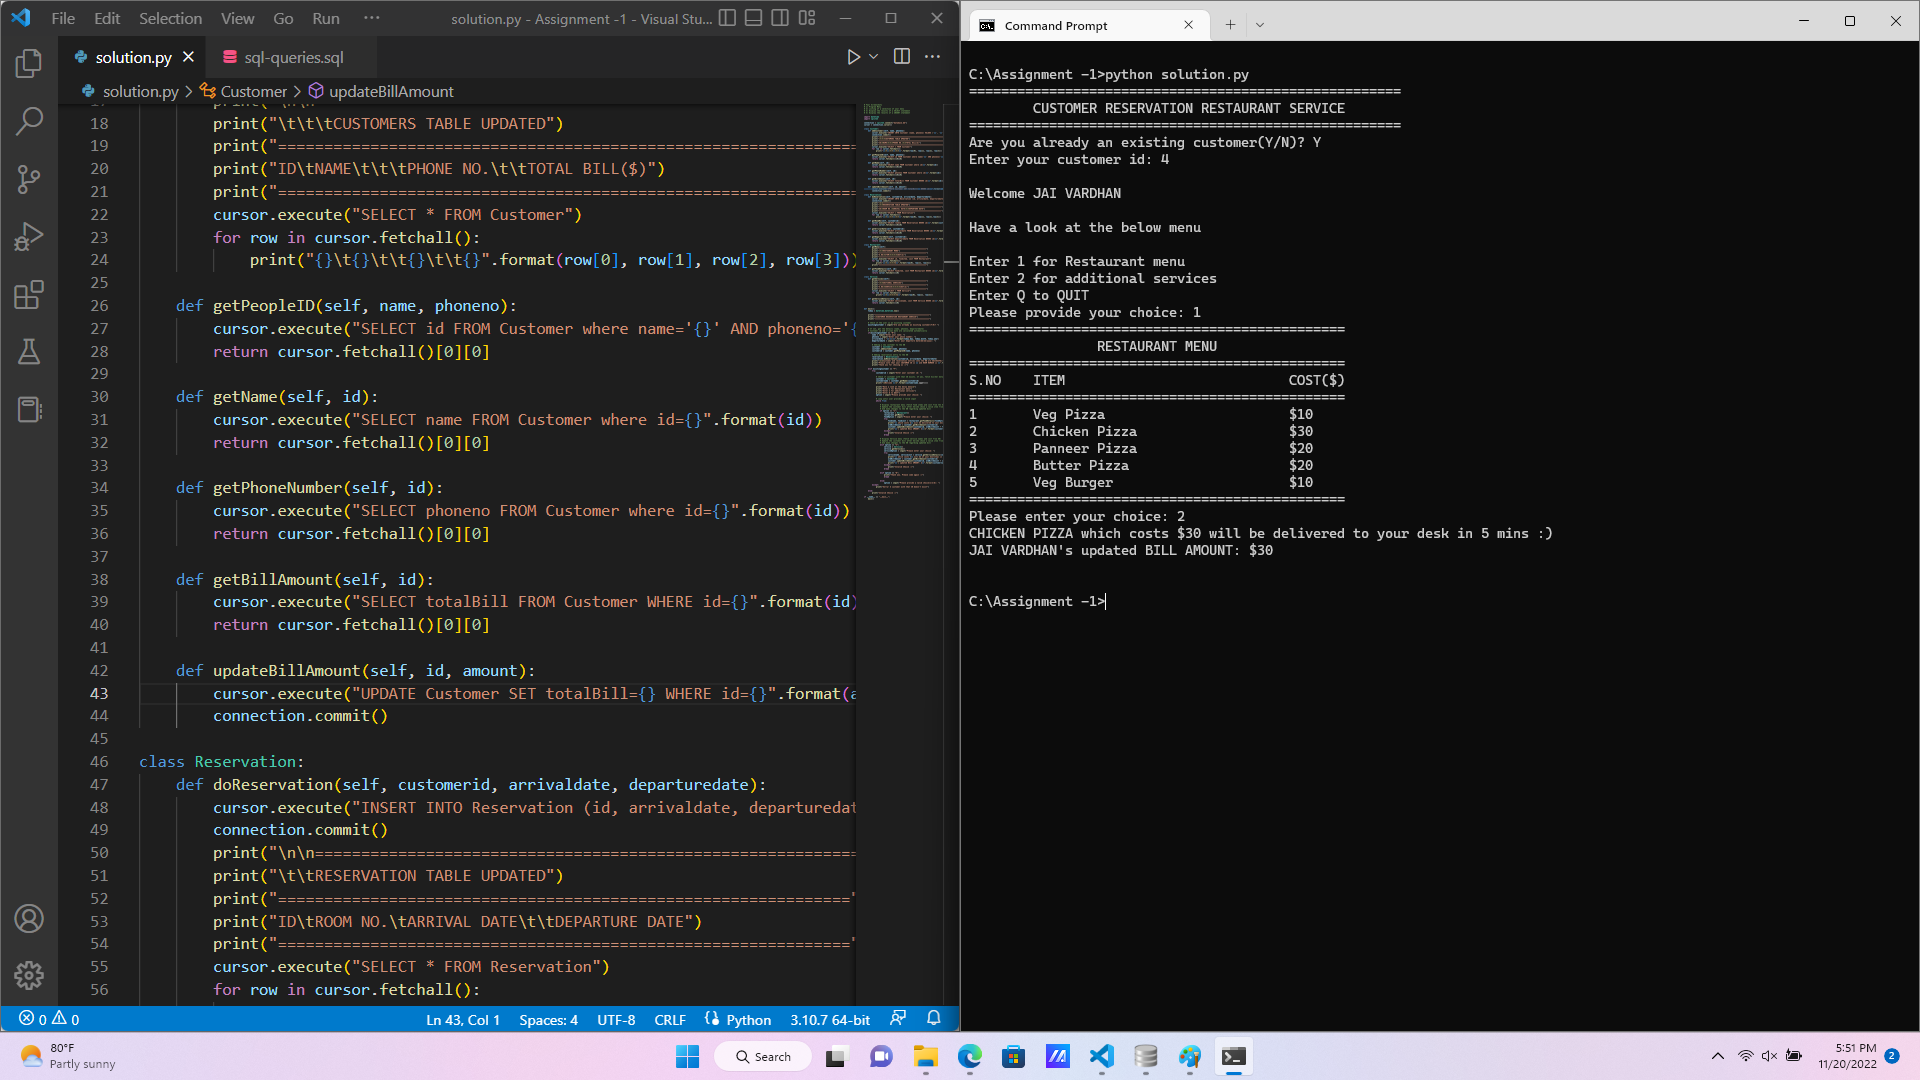 File Edit Selection View Go Run ··· solution.py - Assignment -1 - Visual Stu...
solution.py sql-queries.sql
solution.py > Customer > updateBillAmount
18 print("\t\t\tCUSTOMERS TABLE UPDATED")
19 print("===============================================================
20 print("ID\tNAME\t\t\tPHONE NO.\t\tTOTAL BILL($)")
21 print("===============================================================
22 cursor.execute("SELECT * FROM Customer")
23 for row in cursor.fetchall():
24 print("{}\t{}\t\t{}\t\t{}".format(row[0], row[1], row[2], row[3]))
25
26 def getPeopleID(self, name, phoneno):
27 cursor.execute("SELECT id FROM Customer where name='{}' AND phoneno='{
28 return cursor.fetchall()[0][0]
29
30 def getName(self, id):
31 cursor.execute("SELECT name FROM Customer where id={}".format(id))
32 return cursor.fetchall()[0][0]
33
34 def getPhoneNumber(self, id):
35 cursor.execute("SELECT phoneno FROM Customer where id={}".format(id))
36 return cursor.fetchall()[0][0]
37
38 def getBillAmount(self, id):
39 cursor.execute("SELECT totalBill FROM Customer WHERE id={}".format(id)
40 return cursor.fetchall()[0][0]
41
42 def updateBillAmount(self, id, amount):
43 cursor.execute("UPDATE Customer SET totalBill={} WHERE id={}".format(a
44 connection.commit()
45
46 class Reservation:
47 def doReservation(self, customerid, arrivaldate, departuredate):
48 cursor.execute("INSERT INTO Reservation (id, arrivaldate, departuredat
49 connection.commit()
50 print("\n\n===========================================================
51 print("\t\tRESERVATION TABLE UPDATED")
52 print("=============================================================="
53 print("ID\tROOM NO.\tARRIVAL DATE\t\tDEPARTURE DATE")
54 print("=============================================================="
55 cursor.execute("SELECT * FROM Reservation")
56 for row in cursor.fetchall():
0 0 Ln 43, Col 1 Spaces: 4 UTF-8 CRLF Python 3.10.7 64-bit
Command Prompt
C:\Assignment -1>python solution.py
======================================================
CUSTOMER RESERVATION RESTAURANT SERVICE
======================================================
Are you already an existing customer(Y/N)? Y
Enter your customer id: 4
Welcome JAI VARDHAN
Have a look at the below menu
Enter 1 for Restaurant menu
Enter 2 for additional services
Enter Q to QUIT
Please provide your choice: 1
===============================================
RESTAURANT MENU
===============================================
S.NO ITEM COST($)
===============================================
1 Veg Pizza $10
2 Chicken Pizza $30
3 Panneer Pizza $20
4 Butter Pizza $20
5 Veg Burger $10
===============================================
Please enter your choice: 2
CHICKEN PIZZA which costs $30 will be delivered to your desk in 5 mins :)
JAI VARDHAN's updated BILL AMOUNT: $30
C:\Assignment -1>
80°F
Partly sunny
Search
5:51 PM
11/20/2022
2